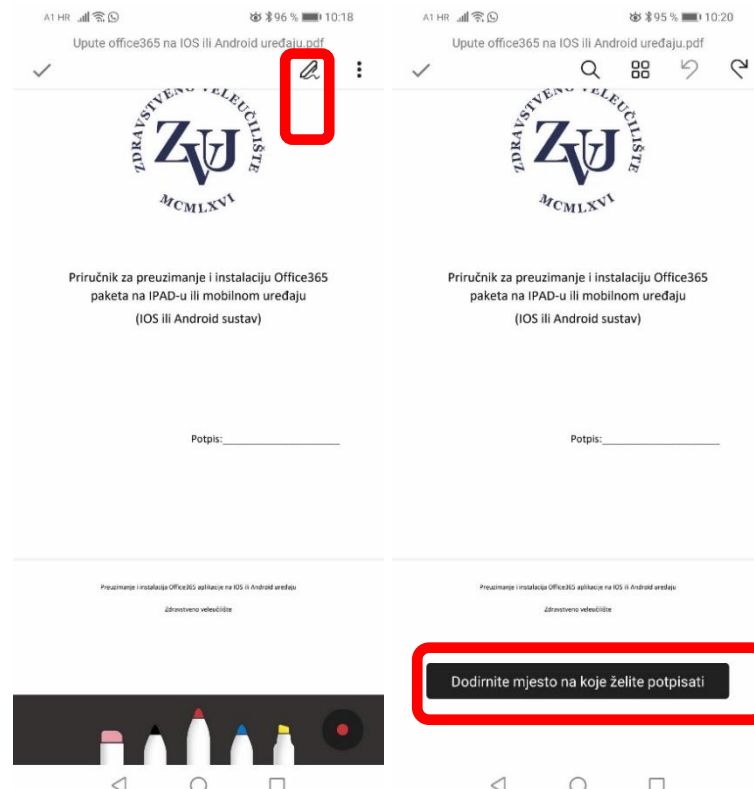 A1 HR 96 % 10:18
Upute office365 na IOS ili Android uređaju.pdf
ZDRAVSTVENO VELEUČILIŠTE
ZVU
MCMLXVI
Priručnik za preuzimanje i instalaciju Office365
paketa na IPAD-u ili mobilnom uređaju
(IOS ili Android sustav)
Potpis:____________________
Preuzimanje i instalacija Office365 aplikacije na IOS ili Android uređaju
Zdravstveno veleučilište
A1 HR 95 % 10:20
Upute office365 na IOS ili Android uređaju.pdf
ZDRAVSTVENO VELEUČILIŠTE
ZVU
MCMLXVI
Priručnik za preuzimanje i instalaciju Office365
paketa na IPAD-u ili mobilnom uređaju
(IOS ili Android sustav)
Potpis:____________________
Preuzimanje i instalacija Office365 aplikacije na IOS ili Android uređaju
Zdravstveno veleučilište
Dodirnite mjesto na koje želite potpisati